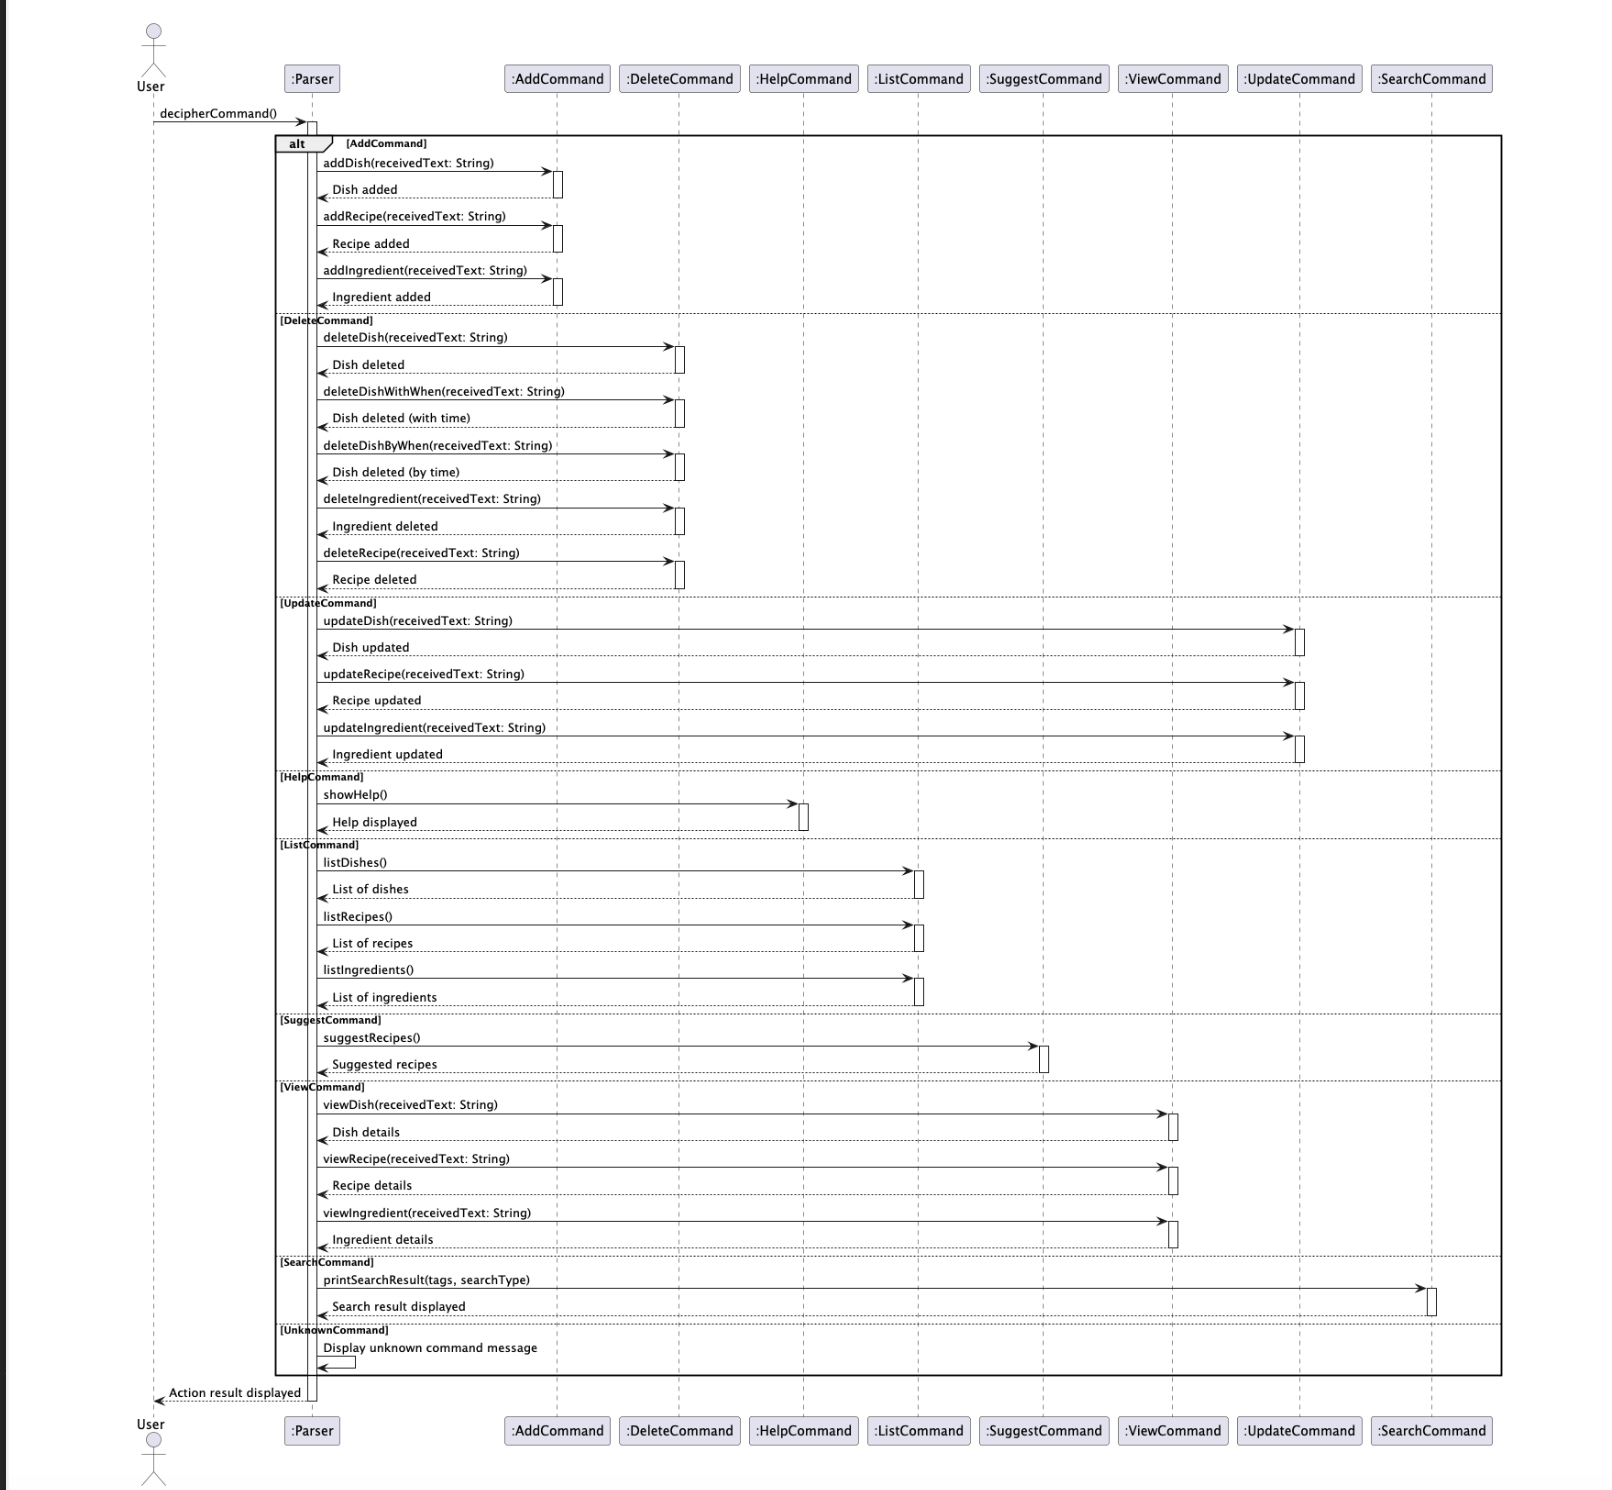 User
:Parser
:AddCommand
:DeleteCommand
:HelpCommand
:ListCommand
:SuggestCommand
:ViewCommand
:UpdateCommand
:SearchCommand
decipherCommand()
alt
[AddCommand]
addDish(receivedText: String)
Dish added
addRecipe(receivedText: String)
Recipe added
addIngredient(receivedText: String)
Ingredient added
[DeleteCommand]
deleteDish(receivedText: String)
Dish deleted
deleteDishWithWhen(receivedText: String)
Dish deleted (with time)
deleteDishByWhen(receivedText: String)
Dish deleted (by time)
deleteIngredient(receivedText: String)
Ingredient deleted
deleteRecipe(receivedText: String)
Recipe deleted
[UpdateCommand]
updateDish(receivedText: String)
Dish updated
updateRecipe(receivedText: String)
Recipe updated
updateIngredient(receivedText: String)
Ingredient updated
[HelpCommand]
showHelp()
Help displayed
[ListCommand]
listDishes()
List of dishes
listRecipes()
List of recipes
listIngredients()
List of ingredients
[SuggestCommand]
suggestRecipes()
Suggested recipes
[ViewCommand]
viewDish(receivedText: String)
Dish details
viewRecipe(receivedText: String)
Recipe details
viewIngredient(receivedText: String)
Ingredient details
[SearchCommand]
printSearchResult(tags, searchType)
Search result displayed
[UnknownCommand]
Display unknown command message
Action result displayed
User
:Parser
:AddCommand
:DeleteCommand
:HelpCommand
:ListCommand
:SuggestCommand
:ViewCommand
:UpdateCommand
:SearchCommand